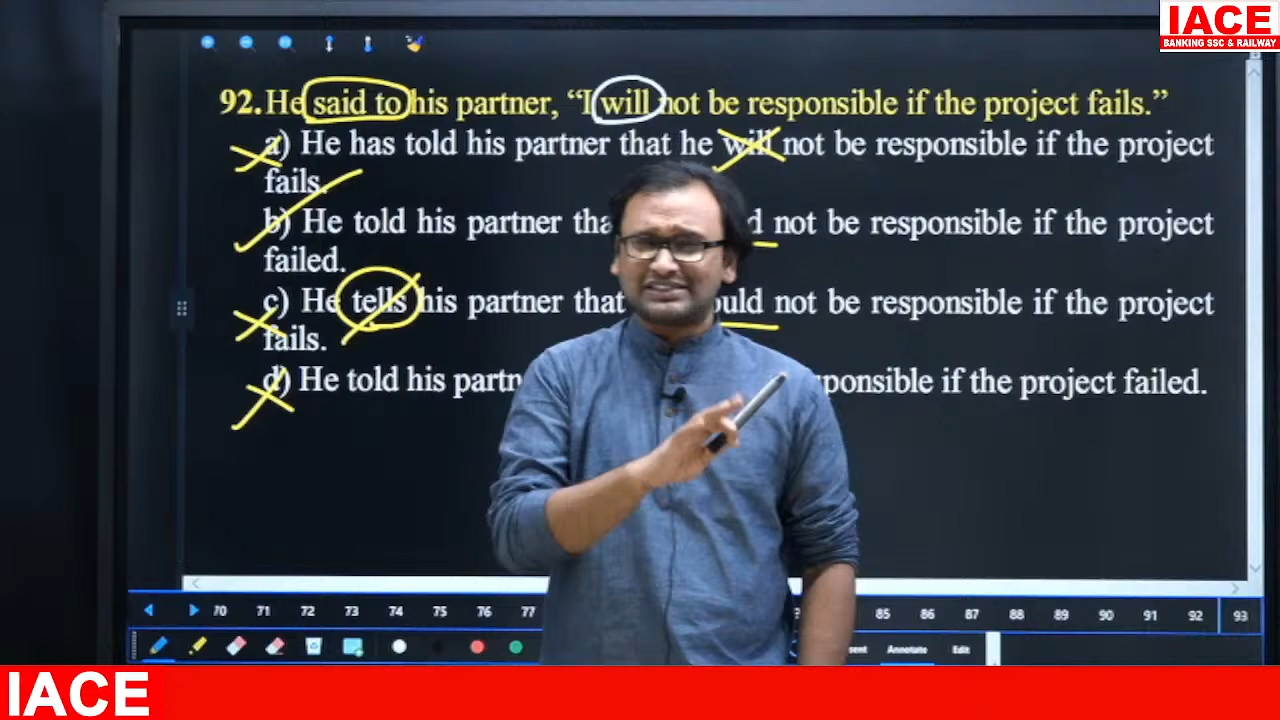 IACE
BANKING SSC & RAILWAY
92. He said to his partner, “I will not be responsible if the project fails.”
a) He has told his partner that he will not be responsible if the project
fails.
b) He told his partner not be responsible if the project
failed.
c) He tells his partner that not be responsible if the project
fails.
d) He told his if the project failed.
70 71 72 73 74 75 76 77 85 86 87 88 89 90 91 92 93
Annotate Edit
IACE